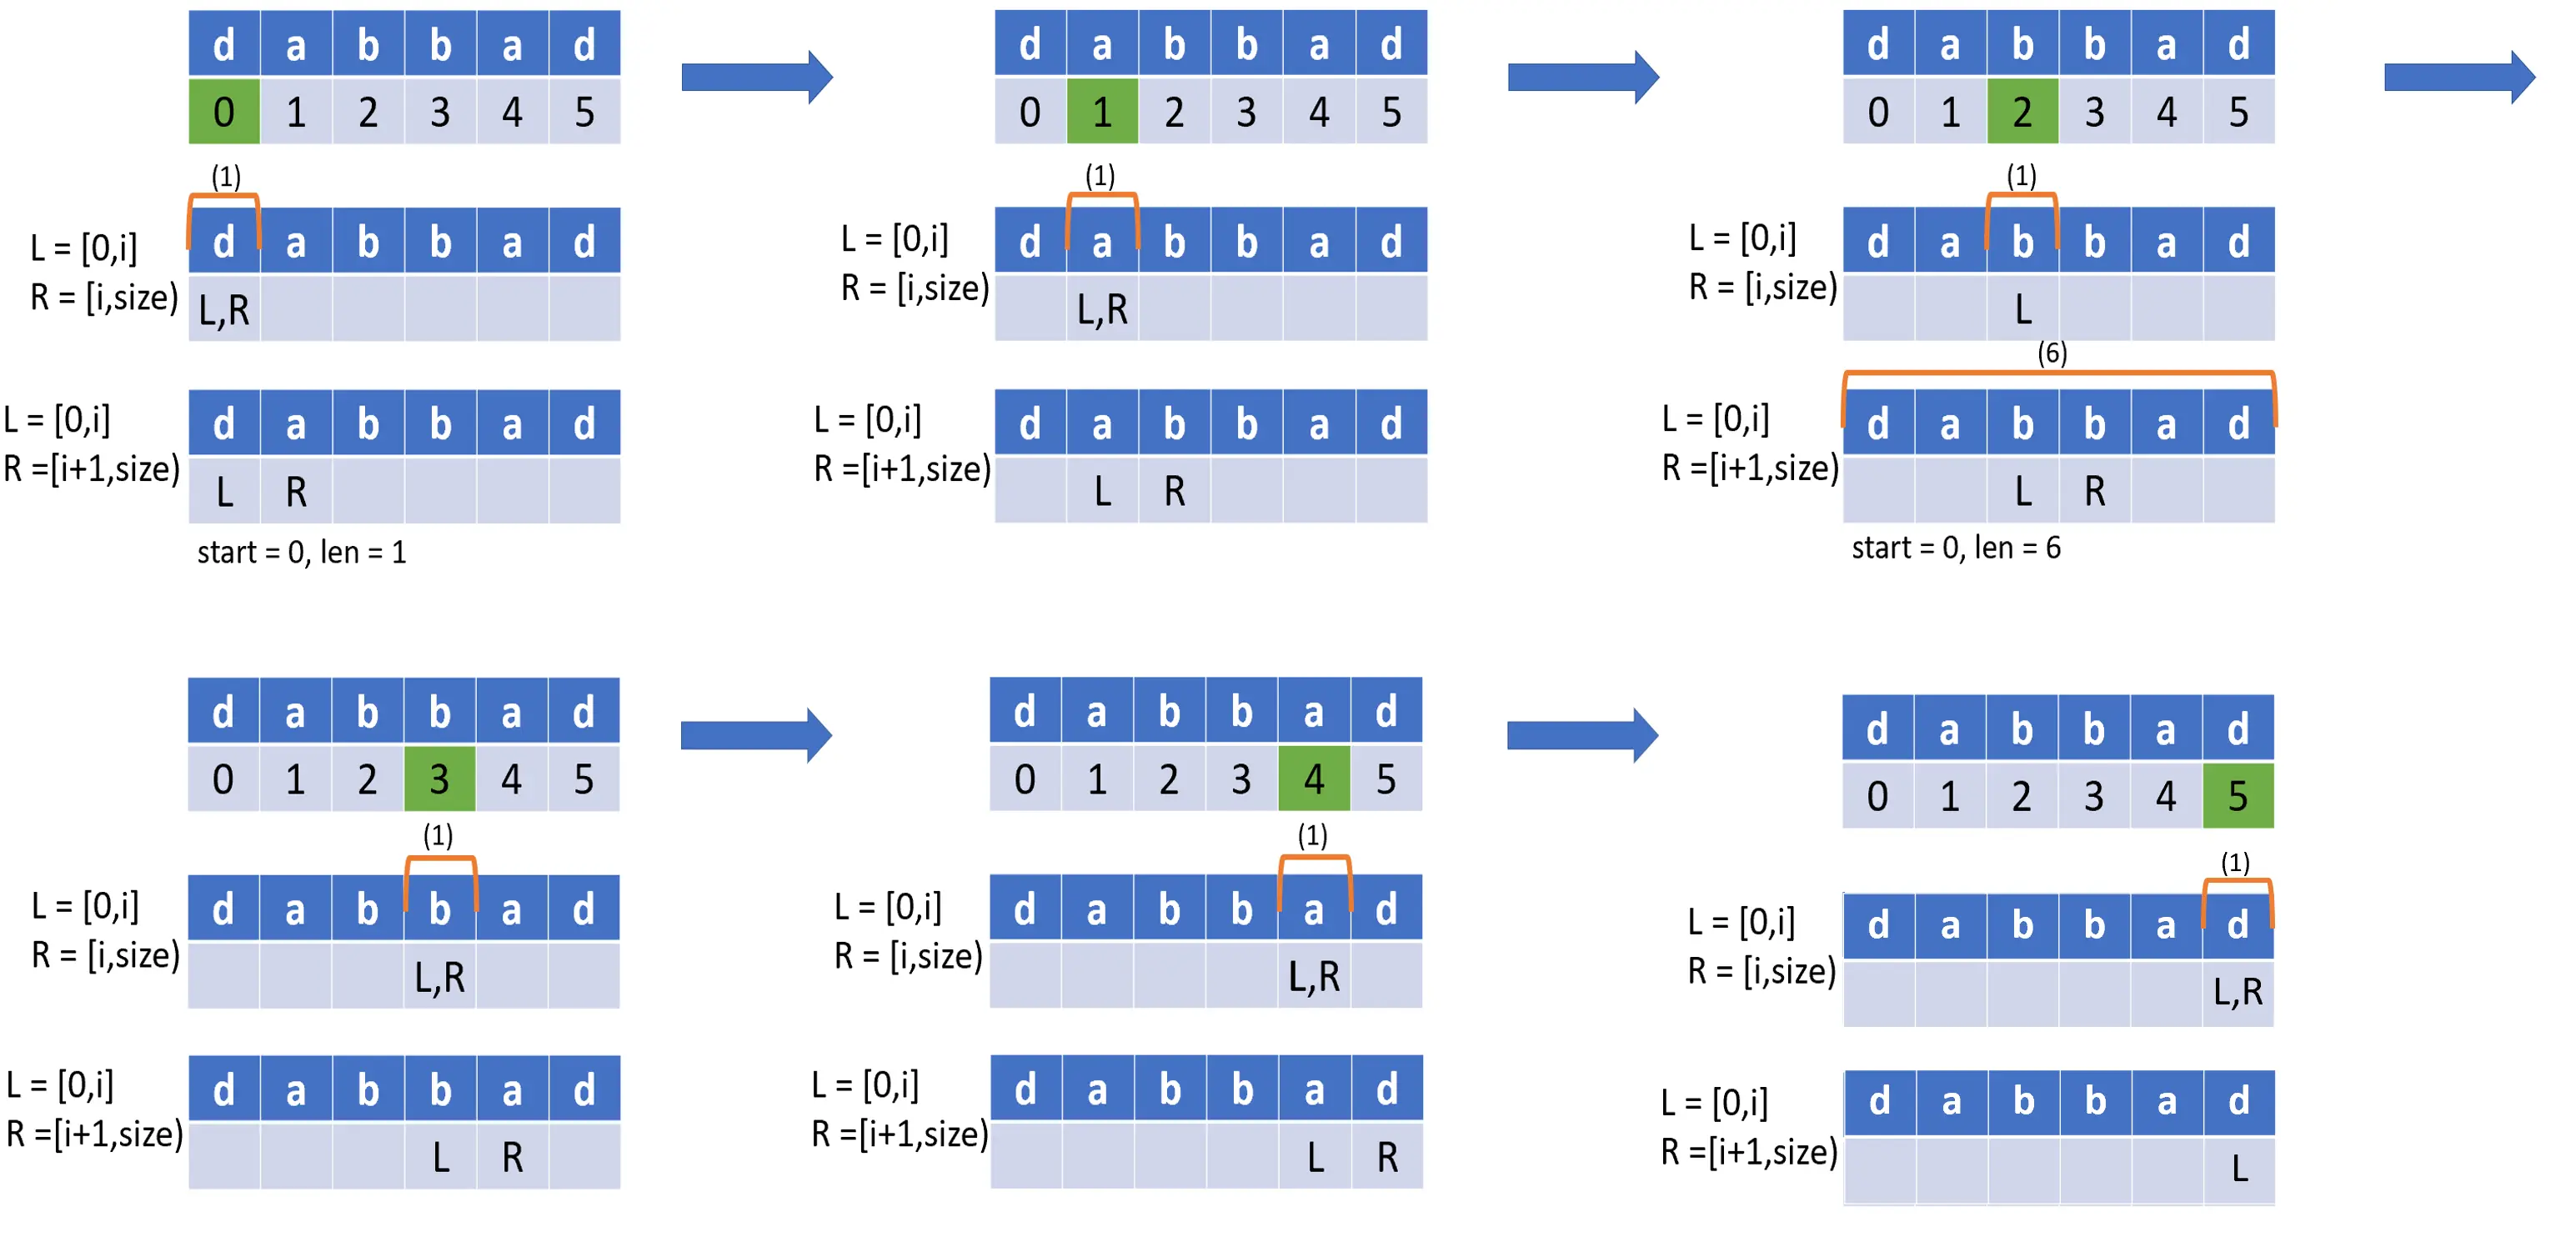 d a b b a d
0 1 2 3 4 5
(1)
L = [0,i]
R = [i,size)
d a b b a d
L,R
L = [0,i]
R =[i+1,size)
d a b b a d
L R
start = 0, len = 1
d a b b a d
0 1 2 3 4 5
(1)
L = [0,i]
R = [i,size)
d a b b a d
L,R
L = [0,i]
R =[i+1,size)
d a b b a d
L R
d a b b a d
0 1 2 3 4 5
(1)
L = [0,i]
R = [i,size)
d a b b a d
L
(6)
L = [0,i]
R =[i+1,size)
d a b b a d
L R
start = 0, len = 6
d a b b a d
0 1 2 3 4 5
(1)
L = [0,i]
R = [i,size)
d a b b a d
L,R
L = [0,i]
R =[i+1,size)
d a b b a d
L R
d a b b a d
0 1 2 3 4 5
(1)
L = [0,i]
R = [i,size)
d a b b a d
L,R
L = [0,i]
R =[i+1,size)
d a b b a d
L R
d a b b a d
0 1 2 3 4 5
(1)
L = [0,i]
R = [i,size)
d a b b a d
L,R
L = [0,i]
R =[i+1,size)
d a b b a d
L